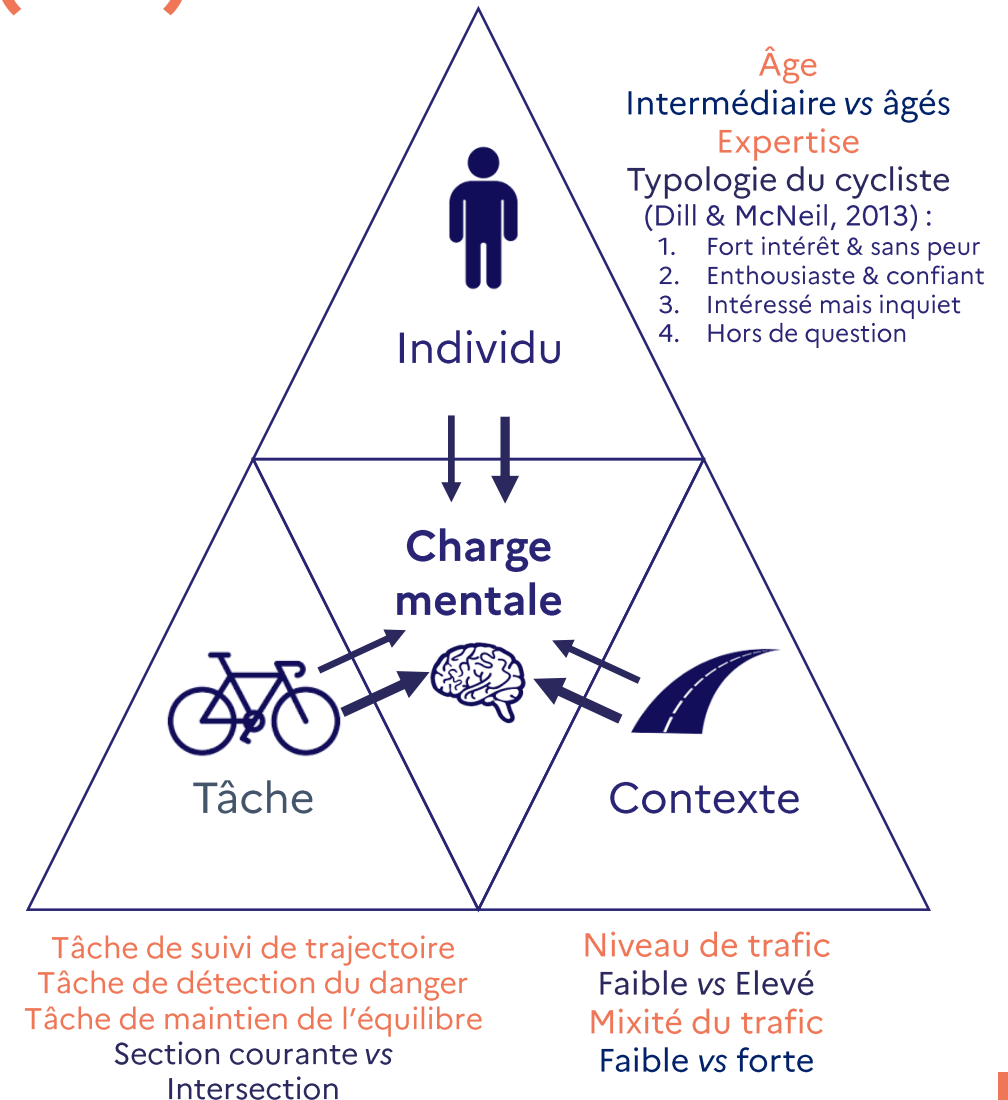 Âge
Intermédiaire vs âgés
Expertise
Typologie du cycliste
(Dill & McNeil, 2013) :
1. Fort intérêt & sans peur
2. Enthousiaste & confiant
3. Intéressé mais inquiet
4. Hors de question
Individu
Charge
mentale
Tâche
Contexte
Tâche de suivi de trajectoire
Tâche de détection du danger
Tâche de maintien de l'équilibre
Section courante vs
Intersection
Niveau de trafic
Faible vs Elevé
Mixité du trafic
Faible vs forte